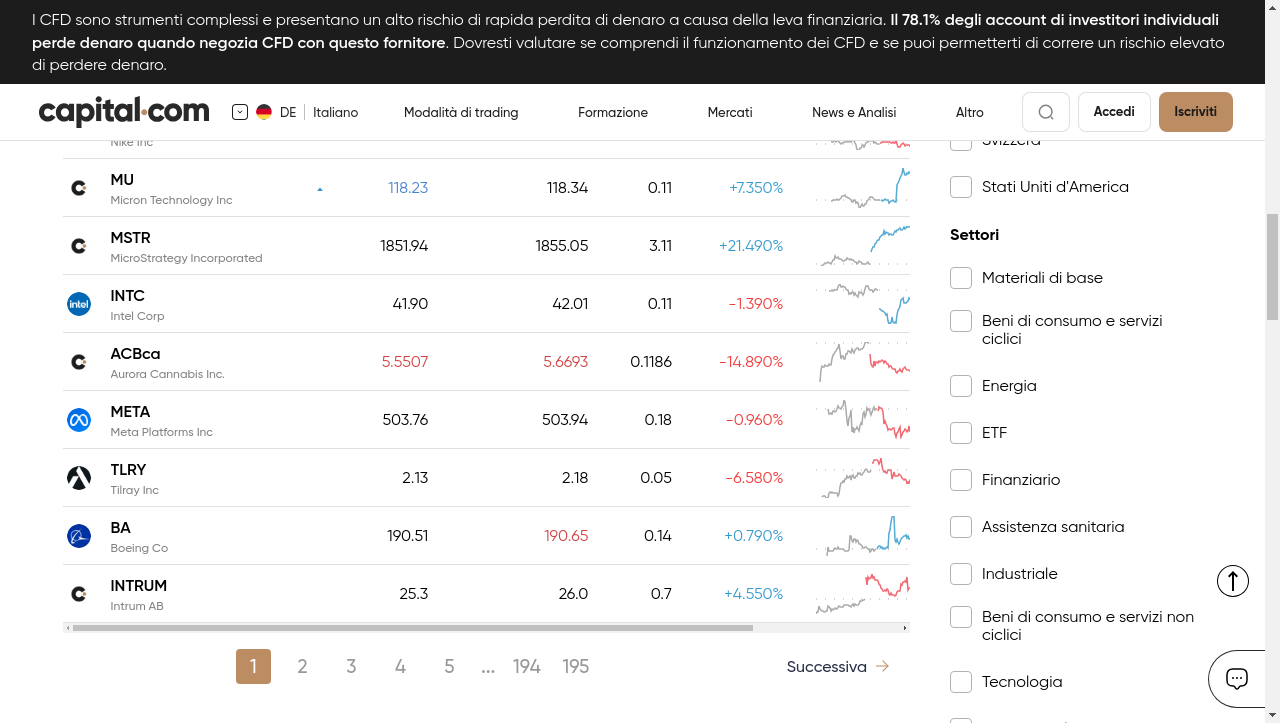 I CFD sono strumenti complessi e presentano un alto rischio di rapida perdita di denaro a causa della leva finanziaria. Il 78.1% degli account di investitori individuali
perde denaro quando negozia CFD con questo fornitore. Dovresti valutare se comprendi il funzionamento dei CFD e se puoi permetterti di correre un rischio elevato
di perdere denaro.
capital.com DE Italiano Modalità di trading Formazione Mercati News e Analisi Altro Accedi Iscriviti
Nike Inc
MU 118.23 118.34 0.11 +7.350%
Micron Technology Inc
MSTR 1851.94 1855.05 3.11 +21.490%
MicroStrategy Incorporated
intel INTC 41.90 42.01 0.11 -1.390%
Intel Corp
ACBca 5.5507 5.6693 0.1186 -14.890%
Aurora Cannabis Inc.
META 503.76 503.94 0.18 -0.960%
Meta Platforms Inc
TLRY 2.13 2.18 0.05 -6.580%
Tilray Inc
BA 190.51 190.65 0.14 +0.790%
Boeing Co
INTRUM 25.3 26.0 0.7 +4.550%
Intrum AB
1 2 3 4 5 ... 194 195 Successiva
Svizzera
Stati Uniti d'America
Settori
Materiali di base
Beni di consumo e servizi
ciclici
Energia
ETF
Finanziario
Assistenza sanitaria
Industriale
Beni di consumo e servizi non
ciclici
Tecnologia